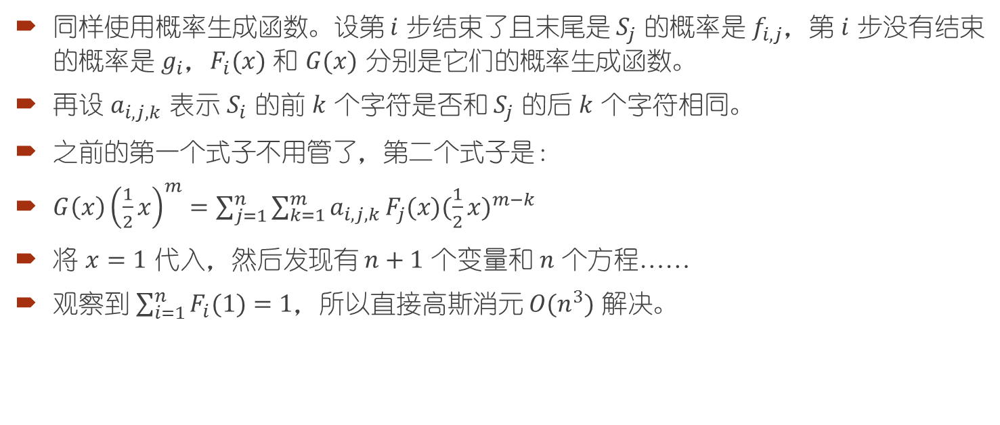 同样使用概率生成函数。设第 i 步结束了且末尾是 S_j 的概率是 f_{i,j}，第 i 步没有结束
的概率是 g_i，F_i(x) 和 G(x) 分别是它们的概率生成函数。
再设 a_{i,j,k} 表示 S_i 的前 k 个字符是否和 S_j 的后 k 个字符相同。
之前的第一个式子不用管了，第二个式子是：
G(x)(\frac{1}{2}x)^m = ∑_{j=1}^{n} ∑_{k=1}^{m} a_{i,j,k} F_j(x)(\frac{1}{2}x)^{m-k}
将 x = 1 代入，然后发现有 n + 1 个变量和 n 个方程……
观察到 ∑_{i=1}^{n} F_i(1) = 1，所以直接高斯消元 O(n^3) 解决。